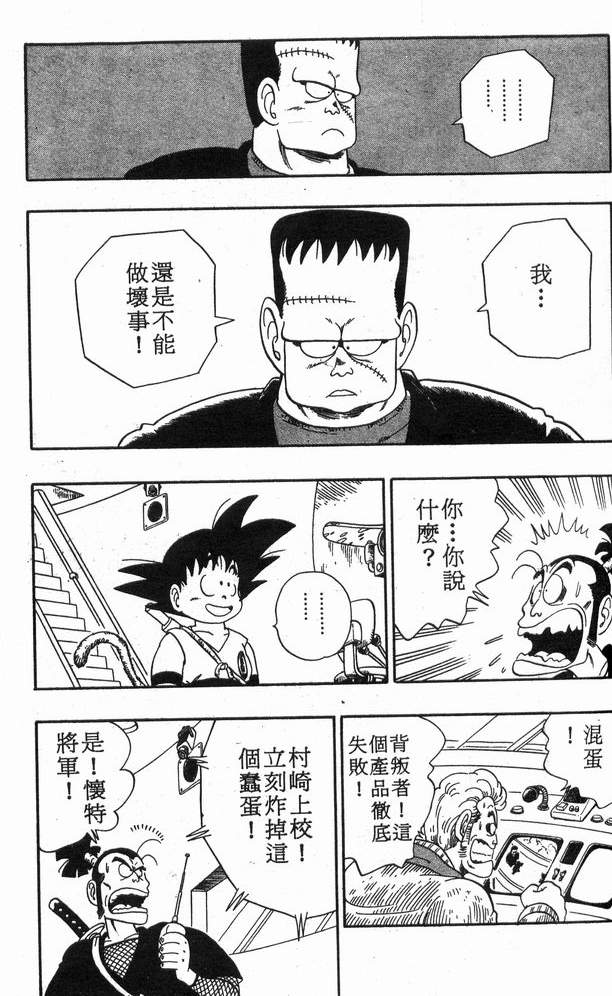 ………
……
我…
還是不能
做壞事！
你…你說
什麼？
……
……
混蛋
！
背叛者！這
個產品徹底
失敗！
村崎上校！
立刻炸掉這
個蠢蛋！
是！懷特
將軍！